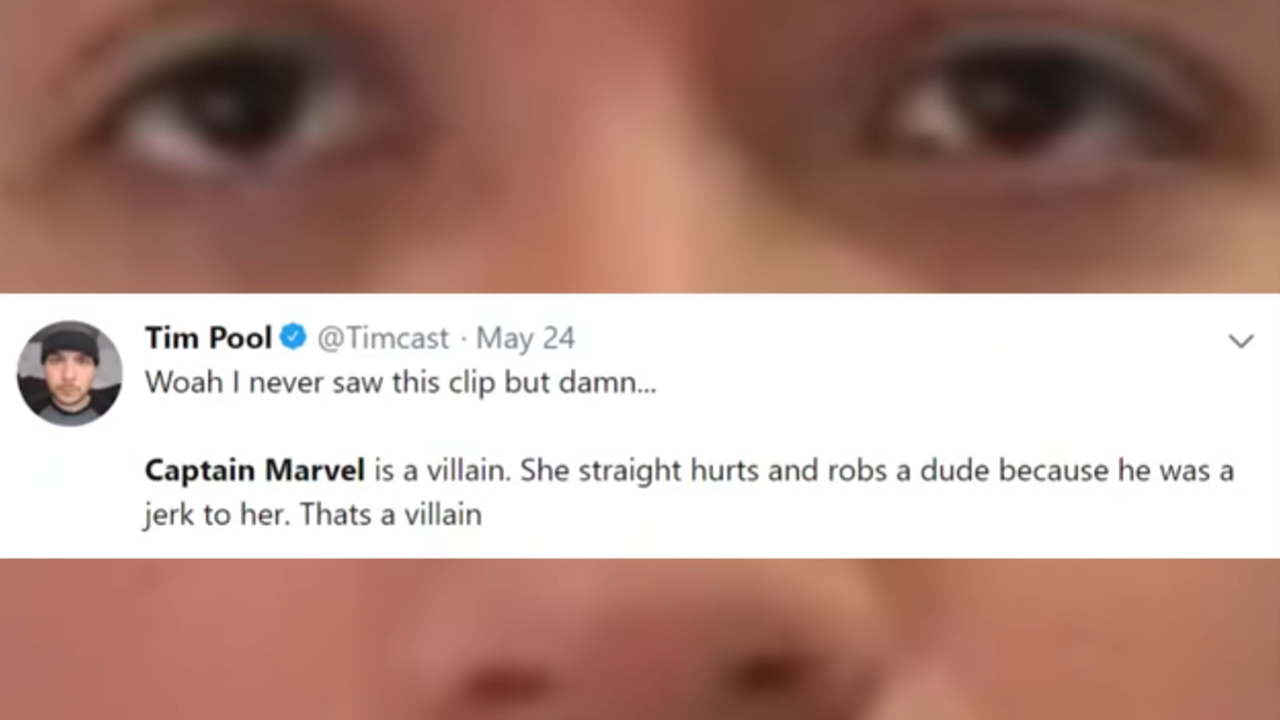 Tim Pool @Timcast · May 24
Woah I never saw this clip but damn...
Captain Marvel is a villain. She straight hurts and robs a dude because he was a
jerk to her. Thats a villain